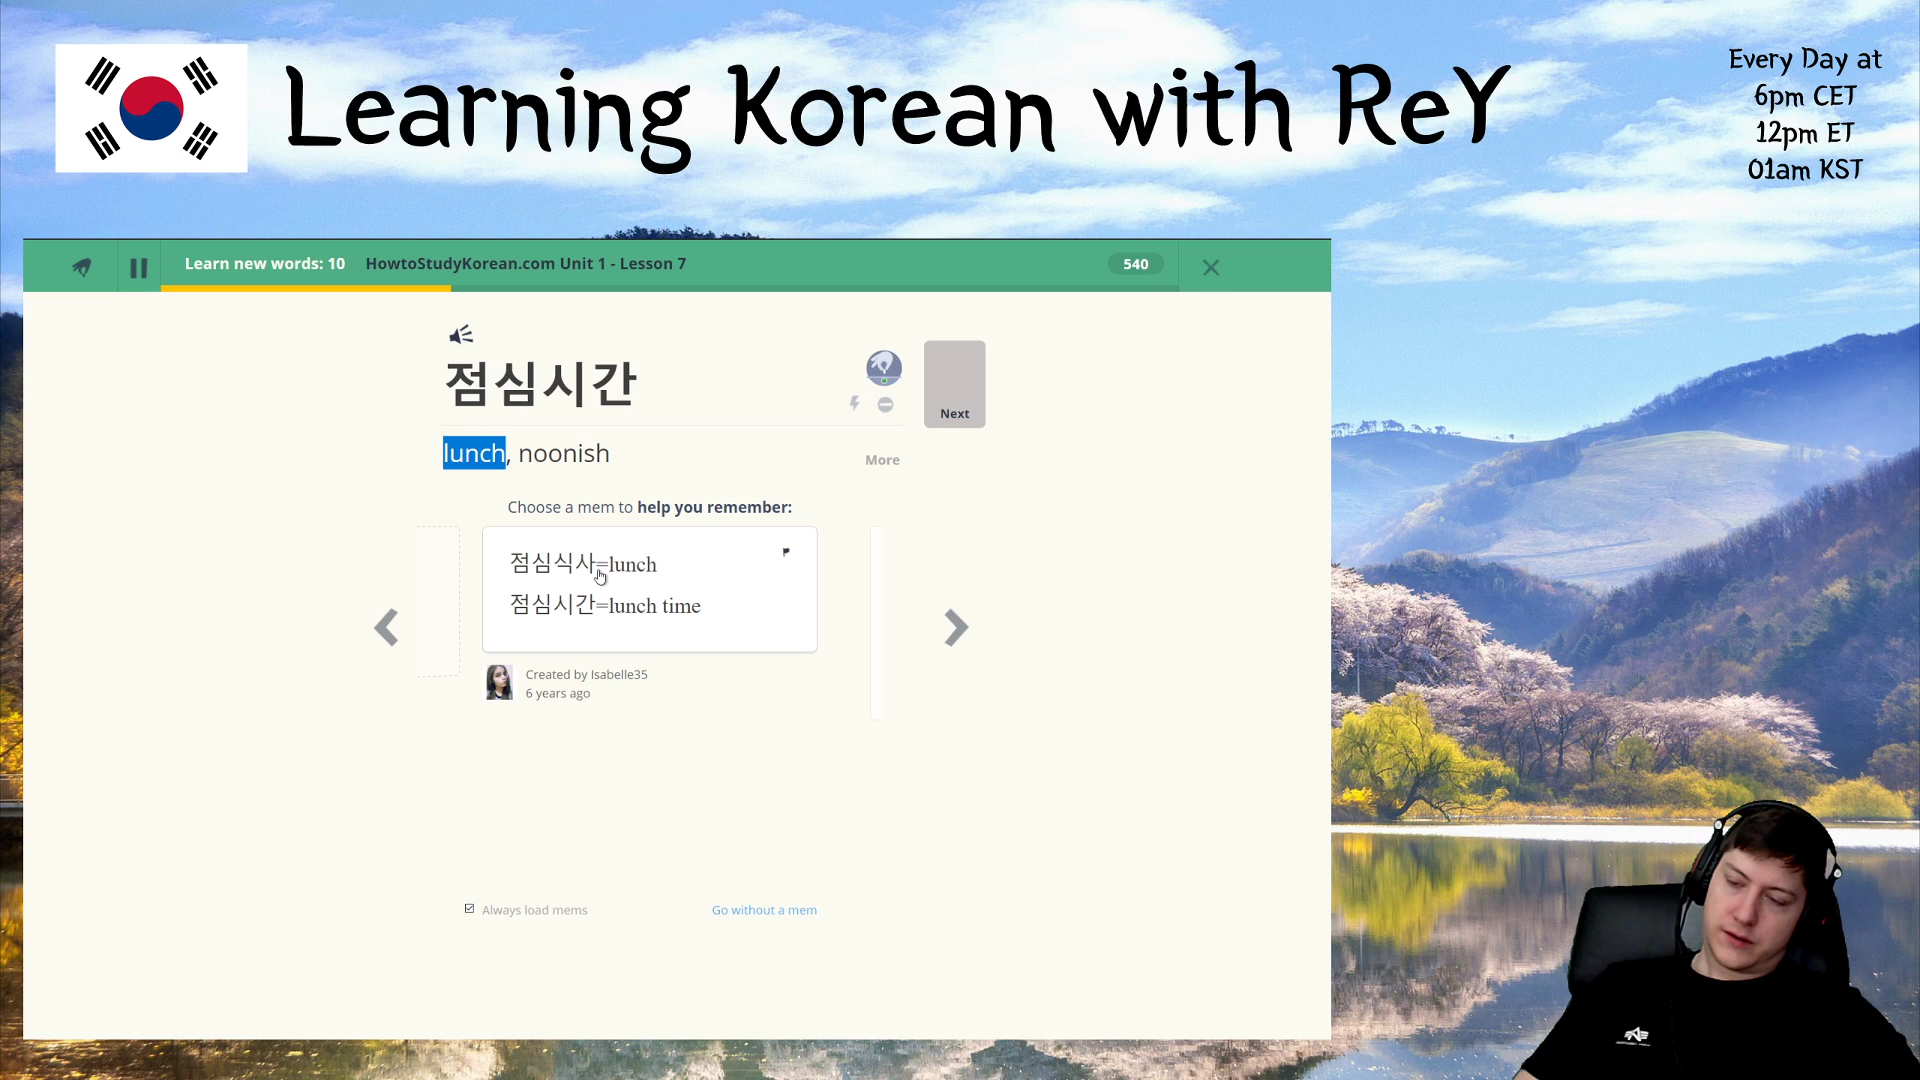 Learning Korean with ReY
Every Day at
6pm CET
12pm ET
01am KST
Learn new words: 10 HowtoStudyKorean.com Unit 1 - Lesson 7
540
점심시간
Next
lunch, noonish
More
Choose a mem to help you remember:
점심식사=lunch
점심시간=lunch time
Created by Isabelle35
6 years ago
Always load mems
Go without a mem